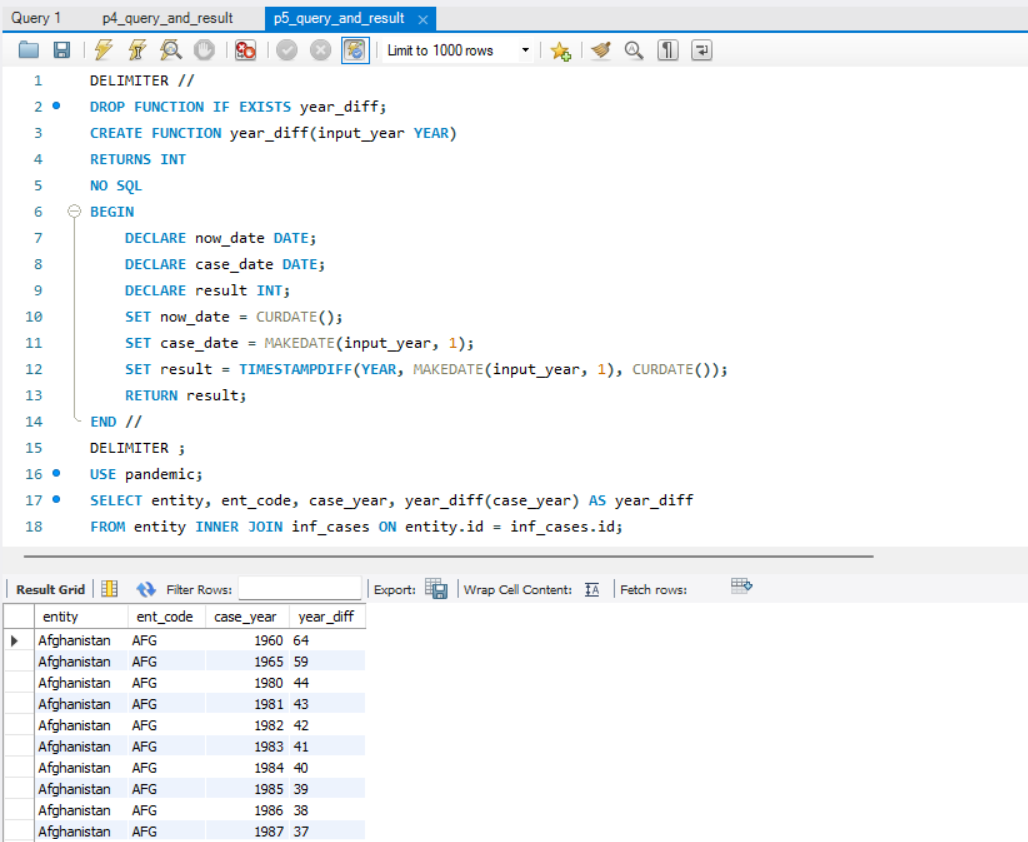 Query 1 p4_query_and_result p5_query_and_result
Limit to 1000 rows
1 DELIMITER //
2 DROP FUNCTION IF EXISTS year_diff;
3 CREATE FUNCTION year_diff(input_year YEAR)
4 RETURNS INT
5 NO SQL
6 BEGIN
7 DECLARE now_date DATE;
8 DECLARE case_date DATE;
9 DECLARE result INT;
10 SET now_date = CURDATE();
11 SET case_date = MAKEDATE(input_year, 1);
12 SET result = TIMESTAMPDIFF(YEAR, MAKEDATE(input_year, 1), CURDATE());
13 RETURN result;
14 END //
15 DELIMITER ;
16 USE pandemic;
17 SELECT entity, ent_code, case_year, year_diff(case_year) AS year_diff
18 FROM entity INNER JOIN inf_cases ON entity.id = inf_cases.id;
Result Grid Filter Rows: Export: Wrap Cell Content: IA Fetch rows:
entity ent_code case_year year_diff
Afghanistan AFG 1960 64
Afghanistan AFG 1965 59
Afghanistan AFG 1980 44
Afghanistan AFG 1981 43
Afghanistan AFG 1982 42
Afghanistan AFG 1983 41
Afghanistan AFG 1984 40
Afghanistan AFG 1985 39
Afghanistan AFG 1986 38
Afghanistan AFG 1987 37